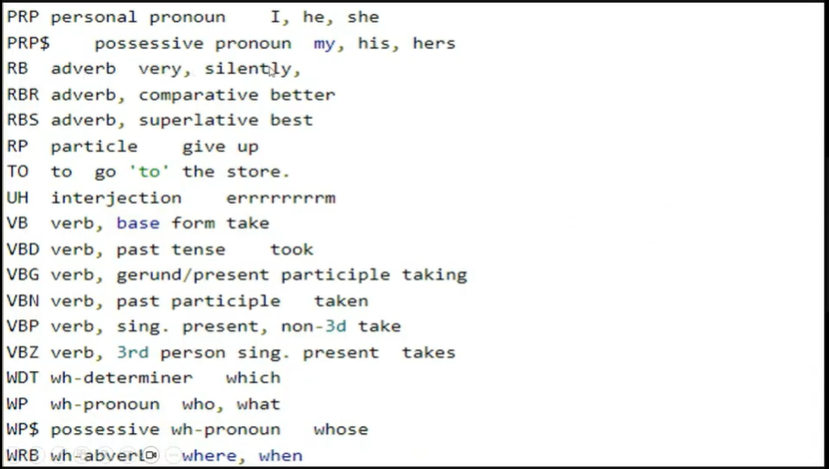 PRP personal pronoun I, he, she
PRP$ possessive pronoun my, his, hers
RB adverb very, silently,
RBR adverb, comparative better
RBS adverb, superlative best
RP particle give up
TO to go 'to' the store.
UH interjection errrrrrrrm
VB verb, base form take
VBD verb, past tense took
VBG verb, gerund/present participle taking
VBN verb, past participle taken
VBP verb, sing. present, non-3d take
VBZ verb, 3rd person sing. present takes
WDT wh-determiner which
WP wh-pronoun who, what
WP$ possessive wh-pronoun whose
WRB where, when